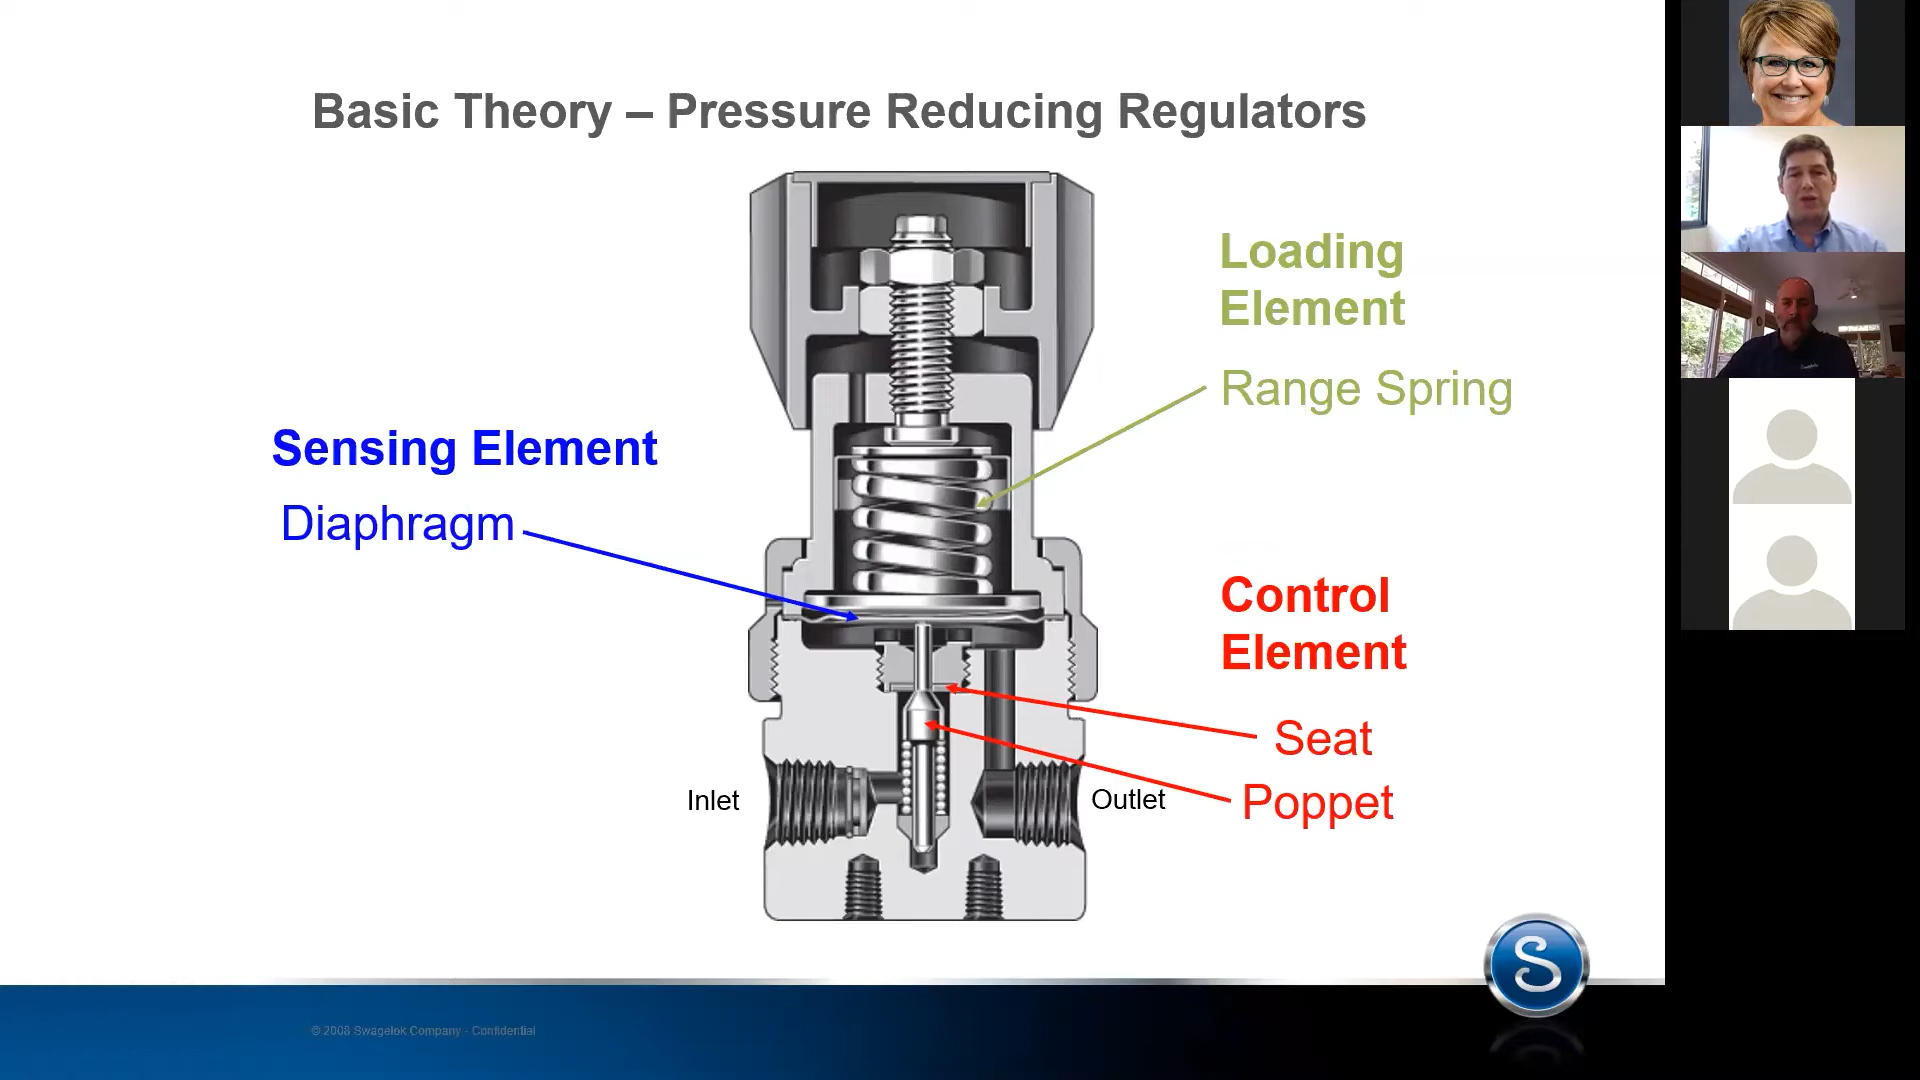 Basic Theory – Pressure Reducing Regulators
Loading
Element
Range Spring
Sensing Element
Diaphragm
Control
Element
Seat
Poppet
Inlet
Outlet
S
© 2008 Swagelok Company - Confidential